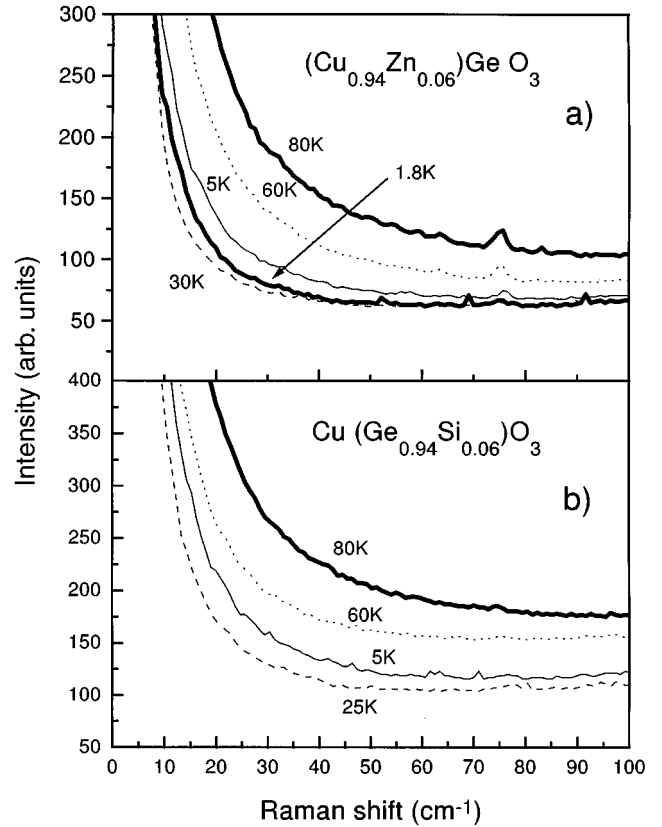 300
(Cu0.94Zn0.06)Ge O3
250
a)
200
80K
1.8K
150
5K
60K
100
30K
50
Intensity (arb. units)
400
Cu (Ge0.94Si0.06)O3
350
300
b)
250
80K
200
60K
150
5K
100
25K
50
0 10 20 30 40 50 60 70 80 90 100
Raman shift (cm-1)